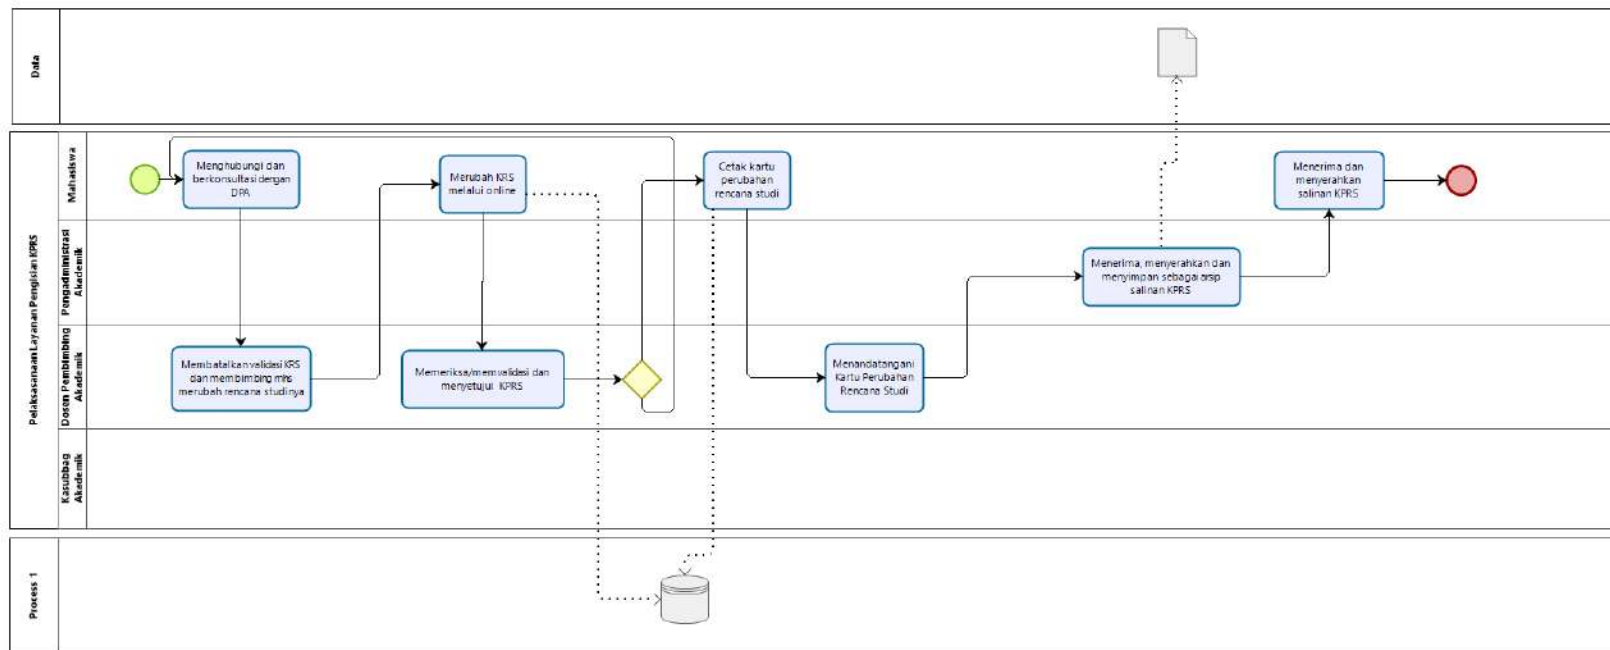 Data
Pelaksasanaan Layanan Pengisian KPRS
Mahasiswa
Menghubungi dan
berkonsultasi dengan
DPA
Merubah KRS
melalui online
Cetak kartu
perubahan
rencana studi
Menerima dan
menyerahkan
salinan KPRS
Pengadministrasi
Akademik
Menerima, menyerahkan dan
menyimpan sebagai arsip
salinan KPRS
Dosen Pembimbing
Akademik
Membatalkan validasi KRS
dan membimbing mhs
merubah rencana studinya
Memeriksa/memvalidasi dan
menyetujui KPRS
Menandatangani
Kartu Perubahan
Rencana Studi
Kasubbag
Akademik
Process 1